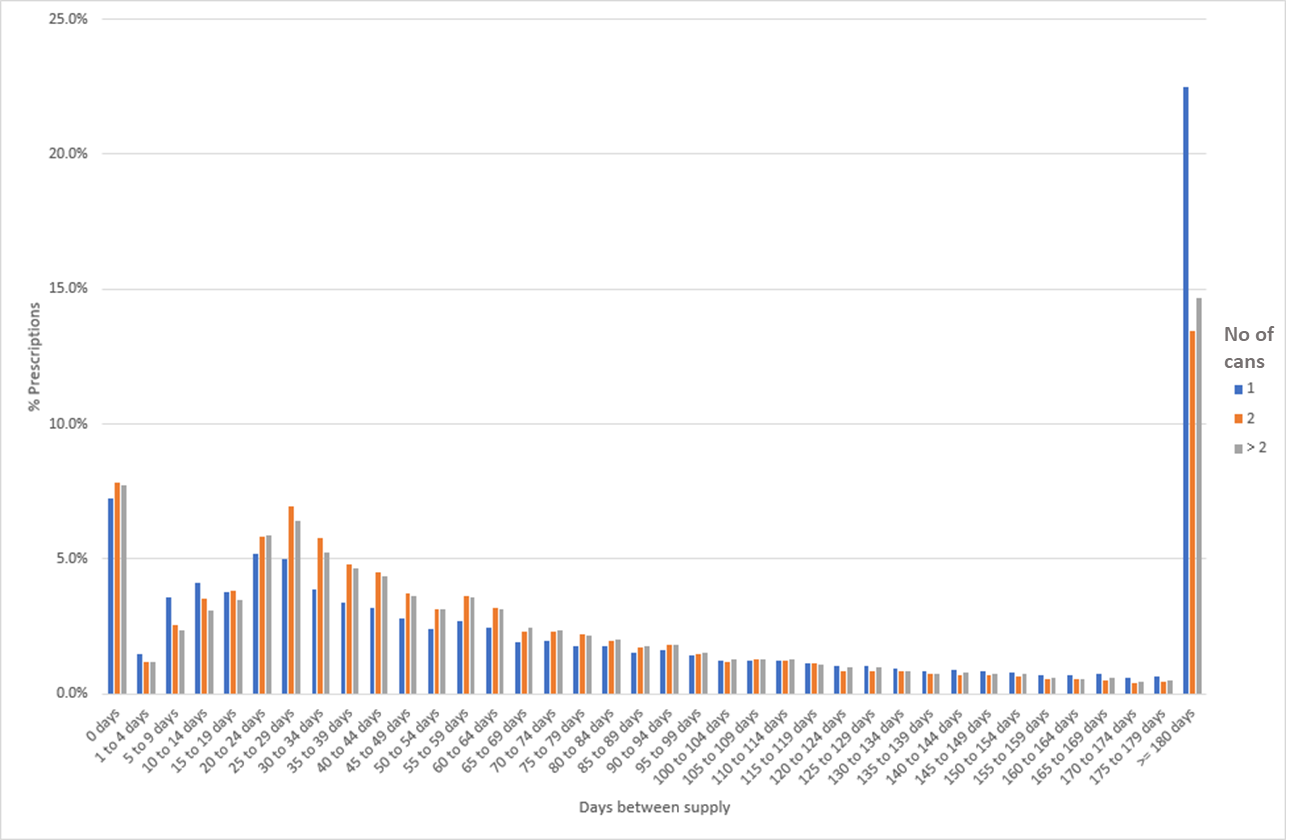 25.0%
20.0%
15.0%
10.0%
5.0%
0.0%
% Prescriptions
0 days
1 to 4 days
5 to 9 days
10 to 14 days
15 to 19 days
20 to 24 days
25 to 29 days
30 to 34 days
35 to 39 days
40 to 44 days
45 to 49 days
50 to 54 days
55 to 59 days
60 to 64 days
65 to 69 days
70 to 74 days
75 to 79 days
80 to 84 days
85 to 89 days
90 to 94 days
95 to 99 days
100 to 104 days
105 to 109 days
110 to 114 days
115 to 119 days
120 to 124 days
125 to 129 days
130 to 134 days
135 to 139 days
140 to 144 days
145 to 149 days
150 to 154 days
155 to 159 days
160 to 164 days
165 to 169 days
170 to 174 days
175 to 179 days
>= 180 days
Days between supply
No of
cans
1
2
> 2